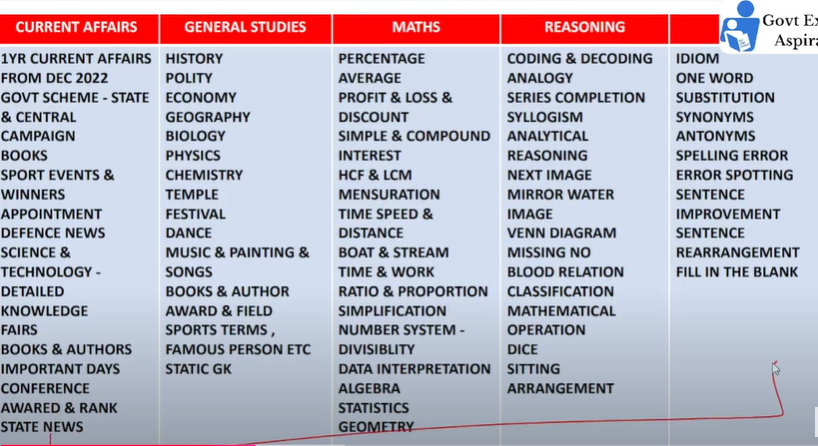 CURRENT AFFAIRS
1YR CURRENT AFFAIRS
FROM DEC 2022
GOVT SCHEME - STATE
& CENTRAL
CAMPAIGN
BOOKS
SPORT EVENTS &
WINNERS
APPOINTMENT
DEFENCE NEWS
SCIENCE &
TECHNOLOGY -
DETAILED
KNOWLEDGE
FAIRS
BOOKS & AUTHORS
IMPORTANT DAYS
CONFERENCE
AWARED & RANK
STATE NEWS
GENERAL STUDIES
HISTORY
POLITY
ECONOMY
GEOGRAPHY
BIOLOGY
PHYSICS
CHEMISTRY
TEMPLE
FESTIVAL
DANCE
MUSIC & PAINTING &
SONGS
BOOKS & AUTHOR
AWARD & FIELD
SPORTS TERMS ,
FAMOUS PERSON ETC
STATIC GK
MATHS
PERCENTAGE
AVERAGE
PROFIT & LOSS &
DISCOUNT
SIMPLE & COMPOUND
INTEREST
HCF & LCM
MENSURATION
TIME SPEED &
DISTANCE
BOAT & STREAM
TIME & WORK
RATIO & PROPORTION
SIMPLIFICATION
NUMBER SYSTEM -
DIVISIBLITY
DATA INTERPRETATION
ALGEBRA
STATISTICS
GEOMETRY
REASONING
CODING & DECODING
ANALOGY
SERIES COMPLETION
SYLLOGISM
ANALYTICAL
REASONING
NEXT IMAGE
MIRROR WATER
IMAGE
VENN DIAGRAM
MISSING NO
BLOOD RELATION
CLASSIFICATION
MATHEMATICAL
OPERATION
DICE
SITTING
ARRANGEMENT
Govt Ex
Aspira
IDIOM
ONE WORD
SUBSTITUTION
SYNONYMS
ANTONYMS
SPELLING ERROR
ERROR SPOTTING
SENTENCE
IMPROVEMENT
SENTENCE
REARRANGEMENT
FILL IN THE BLANK